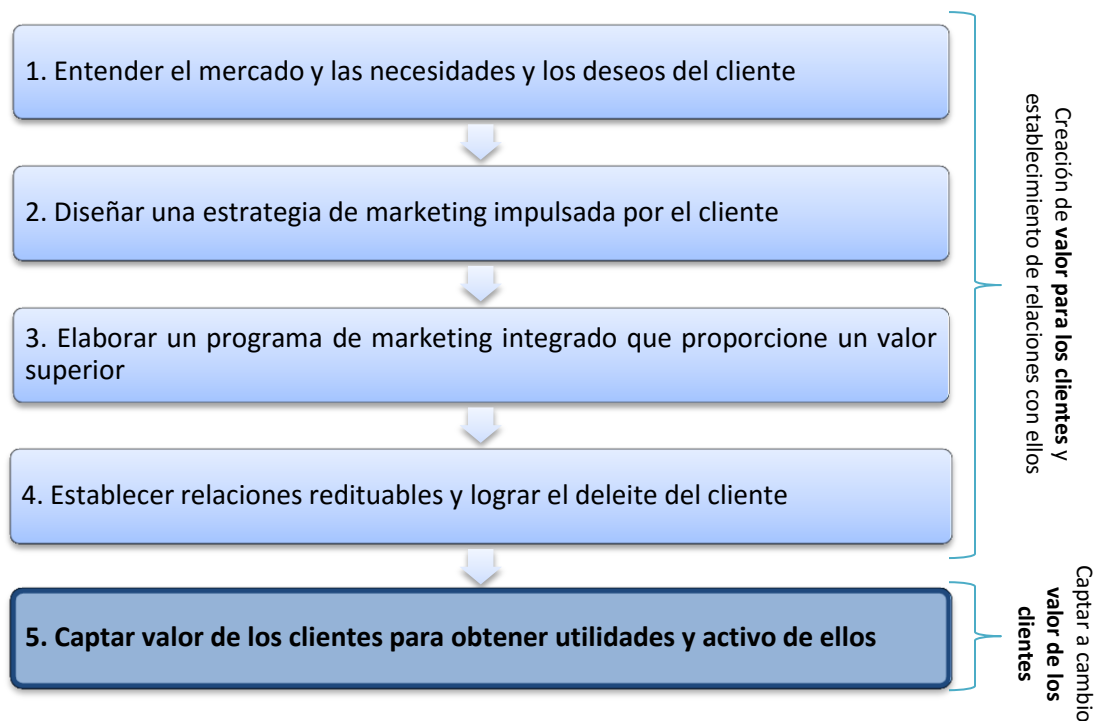 1. Entender el mercado y las necesidades y los deseos del cliente
2. Diseñar una estrategia de marketing impulsada por el cliente
3. Elaborar un programa de marketing integrado que proporcione un valor
superior
4. Establecer relaciones redituables y lograr el deleite del cliente
5. Captar valor de los clientes para obtener utilidades y activo de ellos
Creación de valor para los clientes y
establecimiento de relaciones con ellos
Captar a cambio
valor de los
clientes